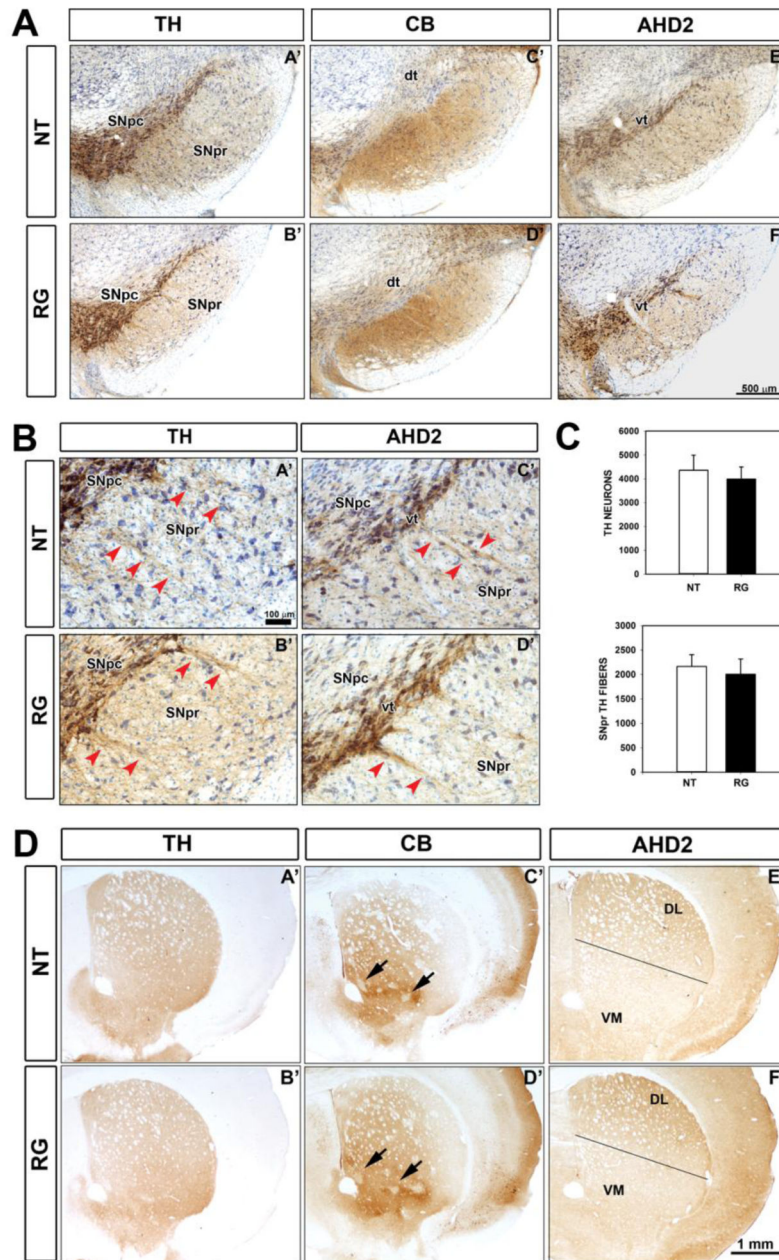 A
TH
CB
AHD2
NT
A'
SNpc
SNpr
C'
dt
E
vt
RG
B'
SNpc
SNpr
D'
dt
F
vt
500 µm
B
TH
AHD2
NT
A'
SNpc
SNpr
100 µm
C'
SNpc
vt
SNpr
RG
B'
SNpc
SNpr
D'
SNpc
vt
SNpr
C
TH NEURONS
6000
5000
4000
3000
2000
1000
0
NT RG
SNpr TH FIBERS
3000
2500
2000
1500
1000
500
0
NT RG
D
TH
CB
AHD2
NT
A'
C'
E
DL
VM
RG
B'
D'
F
DL
VM
1 mm